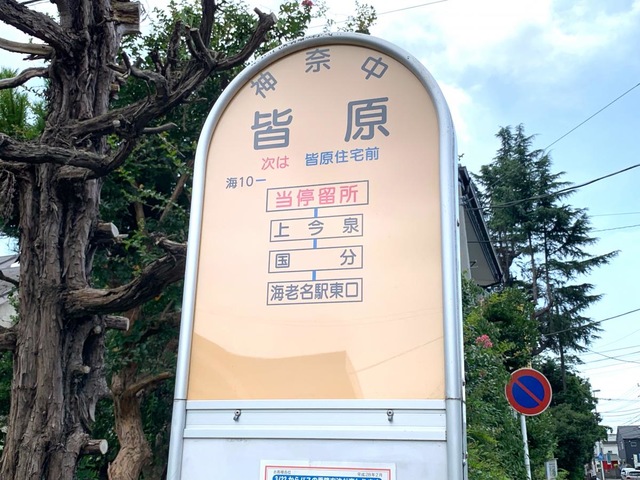 神奈中
皆原
次は 皆原住宅前
海10ー
当停留所
上今泉
国分
海老名駅東口